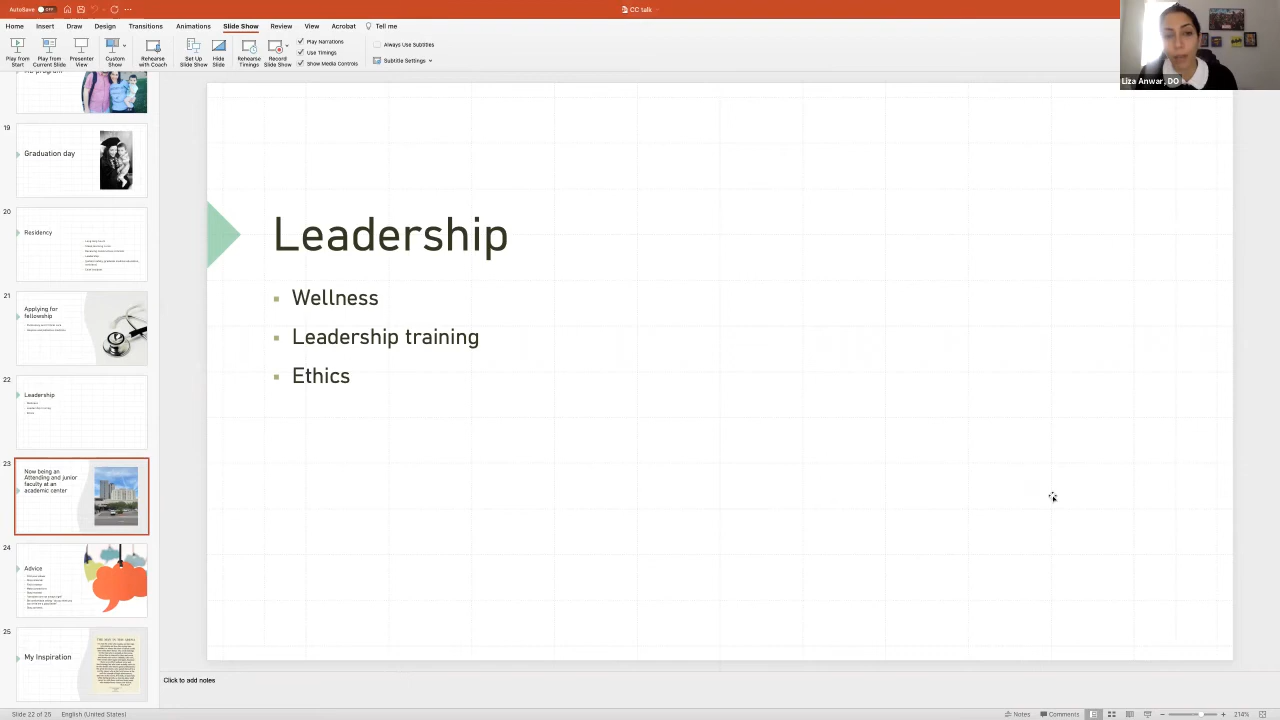 AutoSave OFF
CC talk
Home Insert Draw Design Transitions Animations Slide Show Review View Acrobat Tell me
Play from Start
Play from Current Slide
Presenter View
Custom Show
Rehearse with Coach
Set Up Slide Show
Hide Slide
Rehearse Timings
Record Slide Show
Play Narrations
Use Timings
Show Media Controls
Always Use Subtitles
Subtitle Settings
Liza Anwar, DO
19
Graduation day
20
Residency
Leadership
21
Applying for
fellowship
22
Leadership
Wellness
Leadership training
Ethics
23
Now being an
Attending and junior
faculty at an
academic center
24
Advice
25
My Inspiration
Leadership
Wellness
Leadership training
Ethics
Click to add notes
Slide 22 of 25 English (United States)
Notes Comments 214%